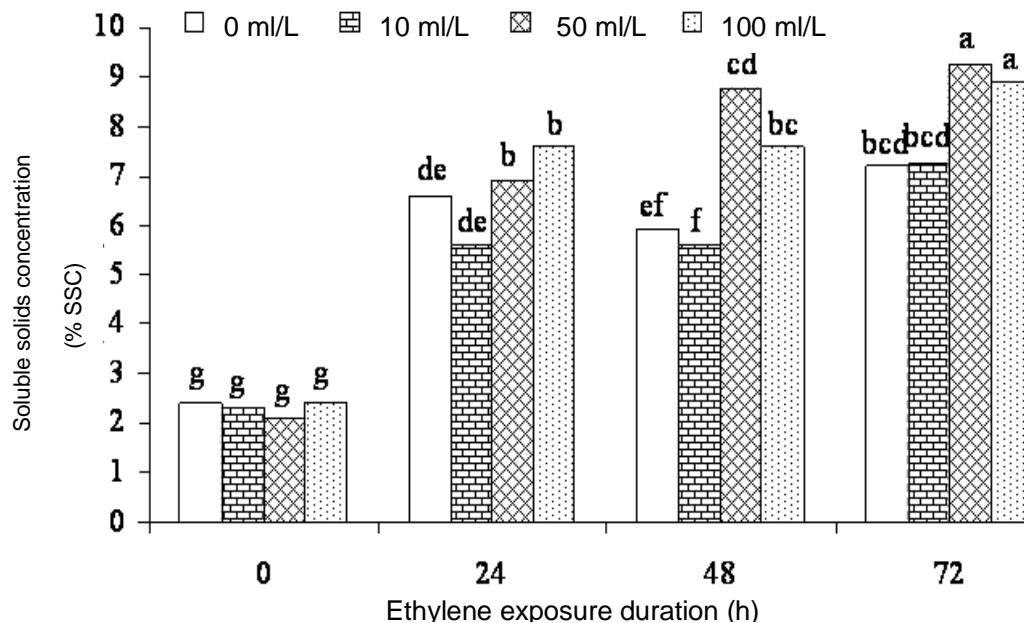 0 ml/L 10 ml/L 50 ml/L 100 ml/L
Soluble solids concentration
(% SSC)
10
9
8
7
6
5
4
3
2
1
0
g g g g
de de b b
ef f cd bc
bcd bcd a a
0 24 48 72
Ethylene exposure duration (h)